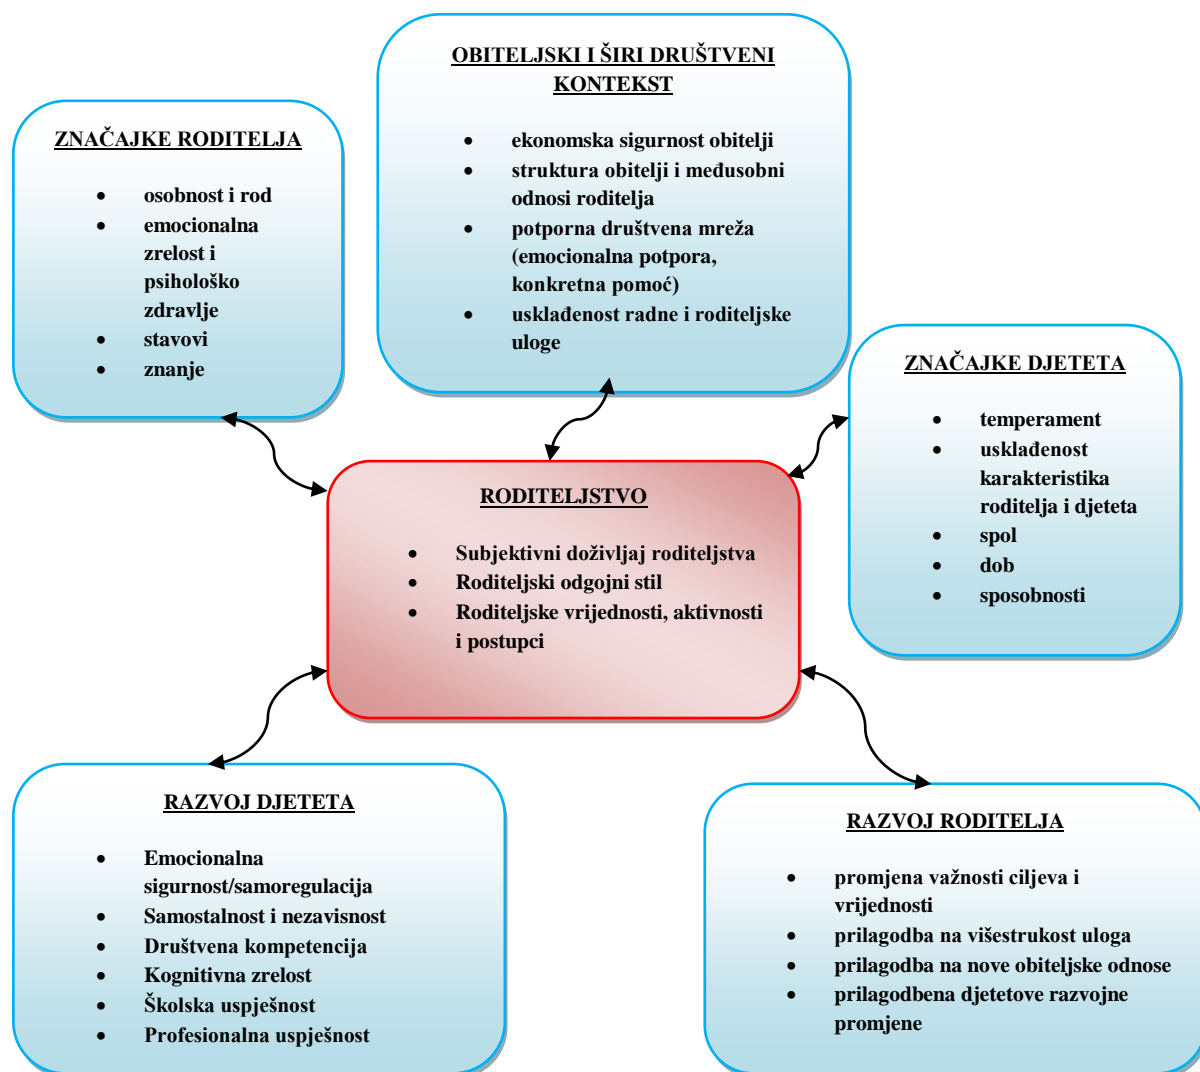 OBITELJSKI I ŠIRI DRUŠTVENI
KONTEKST
• ekonomska sigurnost obitelji
• struktura obitelji i međusobni
odnosi roditelja
• potporna društvena mreža
(emocionalna potpora,
konkretna pomoć)
• usklađenost radne i roditeljske
uloge
ZNAČAJKE RODITELJA
• osobnost i rod
• emocionalna
zrelost i
psihološko
zdravlje
• stavovi
• znanje
ZNAČAJKE DJETETA
• temperament
• usklađenost
karakteristika
roditelja i djeteta
• spol
• dob
• sposobnosti
RODITELJSTVO
• Subjektivni doživljaj roditeljstva
• Roditeljski odgojni stil
• Roditeljske vrijednosti, aktivnosti
i postupci
RAZVOJ DJETETA
• Emocionalna
sigurnost/samoregulacija
• Samostalnost i nezavisnost
• Društvena kompetencija
• Kognitivna zrelost
• Školska uspješnost
• Profesionalna uspješnost
RAZVOJ RODITELJA
• promjena važnosti ciljeva i
vrijednosti
• prilagodba na višestrukost uloga
• prilagodba na nove obiteljske odnose
• prilagodbena djetetove razvojne
promjene